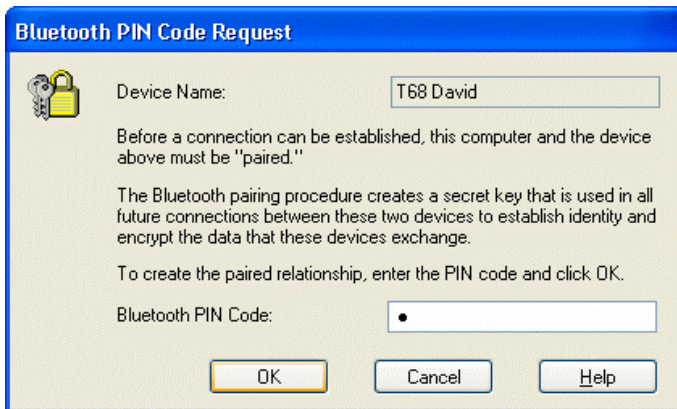 Bluetooth PIN Code Request
Device Name: T68 David
Before a connection can be established, this computer and the device
above must be "paired."
The Bluetooth pairing procedure creates a secret key that is used in all
future connections between these two devices to establish identity and
encrypt the data that these devices exchange.
To create the paired relationship, enter the PIN code and click OK.
Bluetooth PIN Code: ●
OK Cancel Help